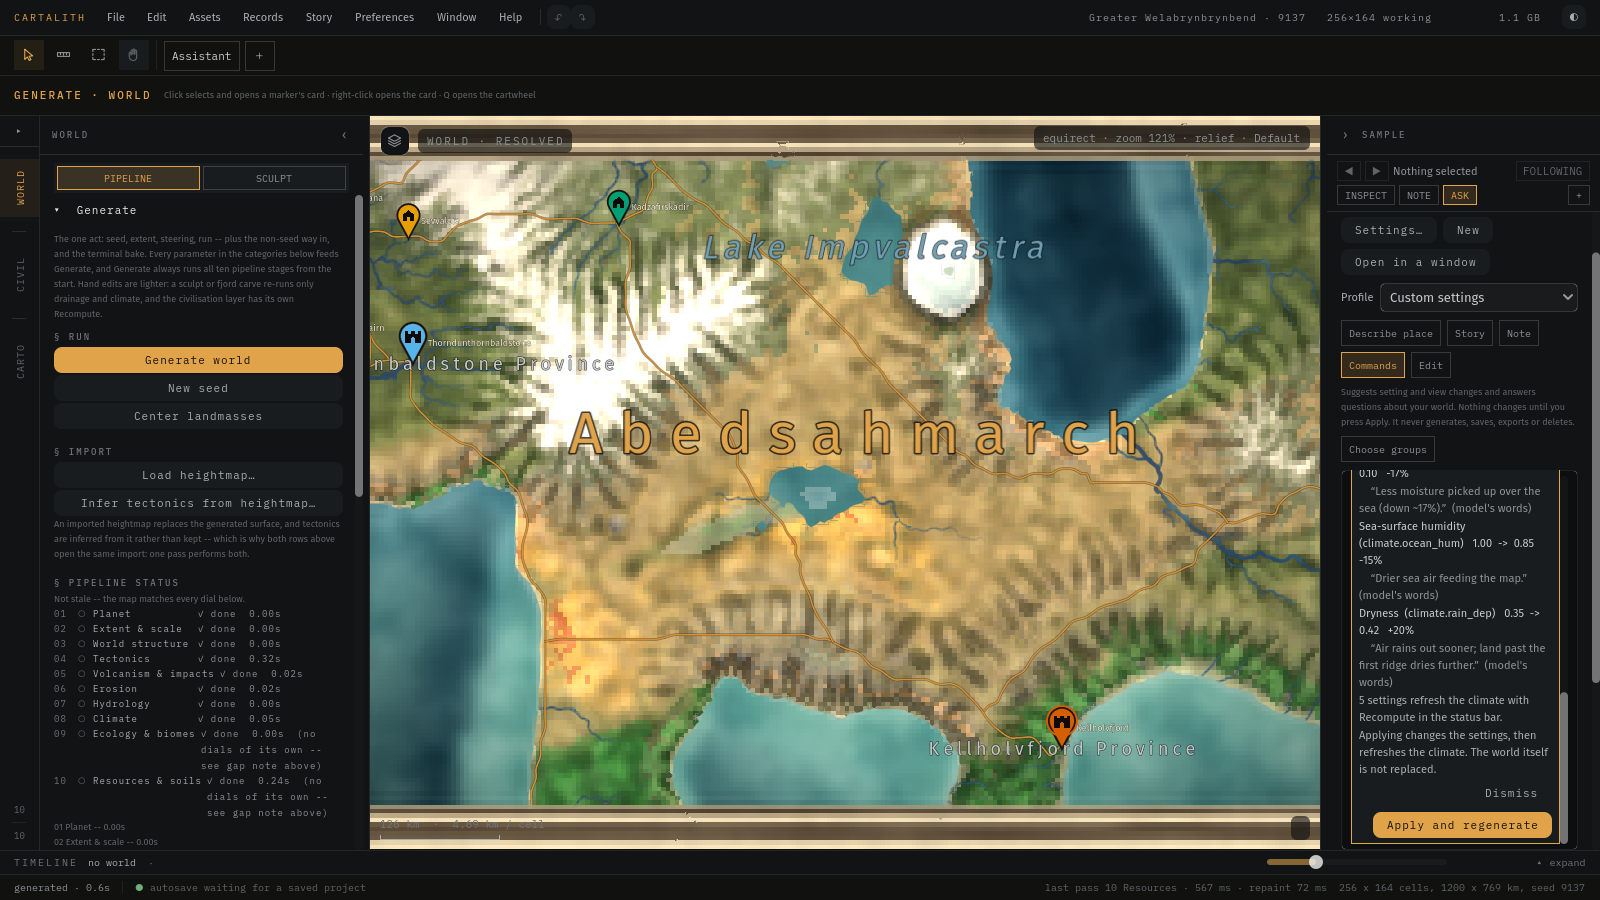 CARTALITH File Edit Assets Records Story Preferences Window Help
Greater Welabrynbrynbend · 9137 256×164 working 1.1 GB
Assistant +
GENERATE · WORLD Click selects and opens a marker's card · right-click opens the card · Q opens the cartwheel
WORLD
CIVIL
CARTO
10
10
WORLD
PIPELINE SCULPT
Generate
The one act: seed, extent, steering, run -- plus the non-seed way in,
and the terminal bake. Every parameter in the categories below feeds
Generate, and Generate always runs all ten pipeline stages from the
start. Hand edits are lighter: a sculpt or fjord carve re-runs only
drainage and climate, and the civilisation layer has its own
Recompute.
§ RUN
Generate world
New seed
Center landmasses
§ IMPORT
Load heightmap…
Infer tectonics from heightmap…
An imported heightmap replaces the generated surface, and tectonics
are inferred from it rather than kept -- which is why both rows above
open the same import: one pass performs both.
§ PIPELINE STATUS
Not stale -- the map matches every dial below.
01 Planet √ done 0.00s
02 Extent & scale √ done 0.00s
03 World structure √ done 0.00s
04 Tectonics √ done 0.32s
05 Volcanism & impacts √ done 0.02s
06 Erosion √ done 0.02s
07 Hydrology √ done 0.00s
08 Climate √ done 0.05s
09 Ecology & biomes √ done 0.00s (no
dials of its own --
see gap note above)
10 Resources & soils √ done 0.24s (no
dials of its own --
see gap note above)
01 Planet -- 0.00s
02 Extent & scale -- 0.00s
WORLD · RESOLVED
equirect · zoom 121% · relief · Default
Kadzafriskadir
Lake Impvalcastra
nbaldstone Province
Abedsahmarch
Kellholvfjord
Kellholvfjord Province
126 km · 4.69 km / cell
SAMPLE
Nothing selected FOLLOWING
INSPECT NOTE ASK +
Settings… New
Open in a window
Profile Custom settings
Describe place Story Note
Commands Edit
Suggests setting and view changes and answers
questions about your world. Nothing changes until you
press Apply. It never generates, saves, exports or deletes.
Choose groups
0.10 -17%
“Less moisture picked up over the
sea (down ~17%).” (model's words)
Sea-surface humidity
(climate.ocean_hum) 1.00 -> 0.85
-15%
“Drier sea air feeding the map.”
(model's words)
Dryness (climate.rain_dep) 0.35 ->
0.42 +20%
“Air rains out sooner; land past the
first ridge dries further.” (model's
words)
5 settings refresh the climate with
Recompute in the status bar.
Applying changes the settings, then
refreshes the climate. The world itself
is not replaced.
Dismiss
Apply and regenerate
TIMELINE no world · expand
generated · 0.6s autosave waiting for a saved project
last pass 10 Resources · 567 ms · repaint 72 ms 256 x 164 cells, 1200 x 769 km, seed 9137